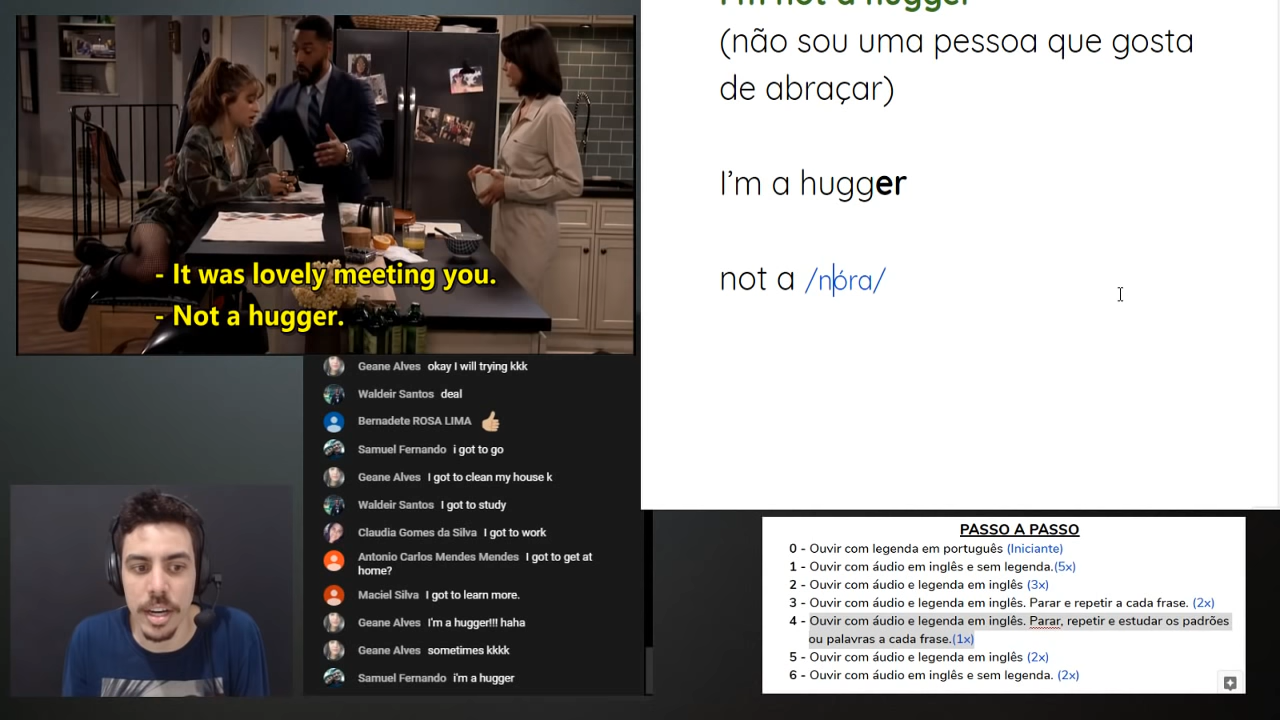 I'm not a hugger
(não sou uma pessoa que gosta
de abraçar)
I'm a hugger
not a /nóra/
- It was lovely meeting you.
- Not a hugger.
Geane Alves okay I will trying kkk
Waldeir Santos deal
Bernadete ROSA LIMA
Samuel Fernando i got to go
Geane Alves I got to clean my house k
Waldeir Santos I got to study
Claudia Gomes da Silva I got to work
Antonio Carlos Mendes Mendes I got to get at
home?
Maciel Silva I got to learn more.
Geane Alves I'm a hugger!!! haha
Geane Alves sometimes kkkk
Samuel Fernando i'm a hugger
PASSO A PASSO
0 - Ouvir com legenda em português (Iniciante)
1 - Ouvir com áudio em inglês e sem legenda.(5x)
2 - Ouvir com áudio e legenda em inglês (3x)
3 - Ouvir com áudio e legenda em inglês. Parar e repetir a cada frase. (2x)
4 - Ouvir com áudio e legenda em inglês. Parar, repetir e estudar os padrões
ou palavras a cada frase.(1x)
5 - Ouvir com áudio e legenda em inglês (2x)
6 - Ouvir com áudio em inglês e sem legenda. (2x)